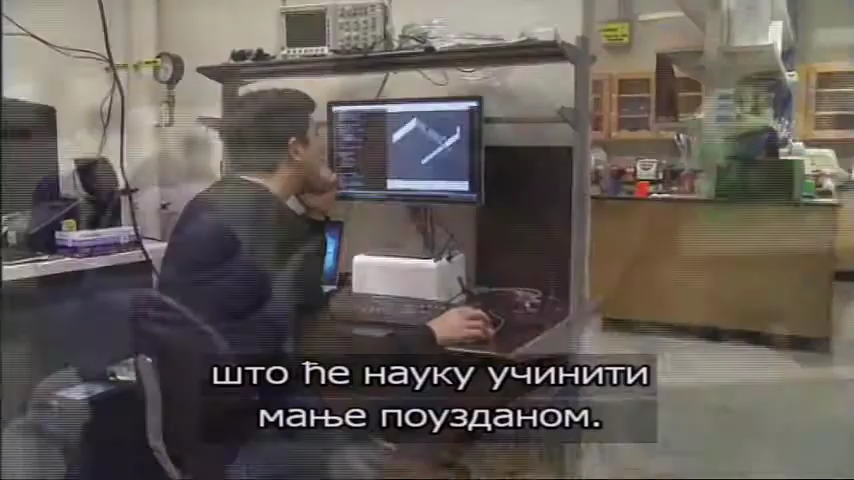 што ће науку учинити
мање поузданом.